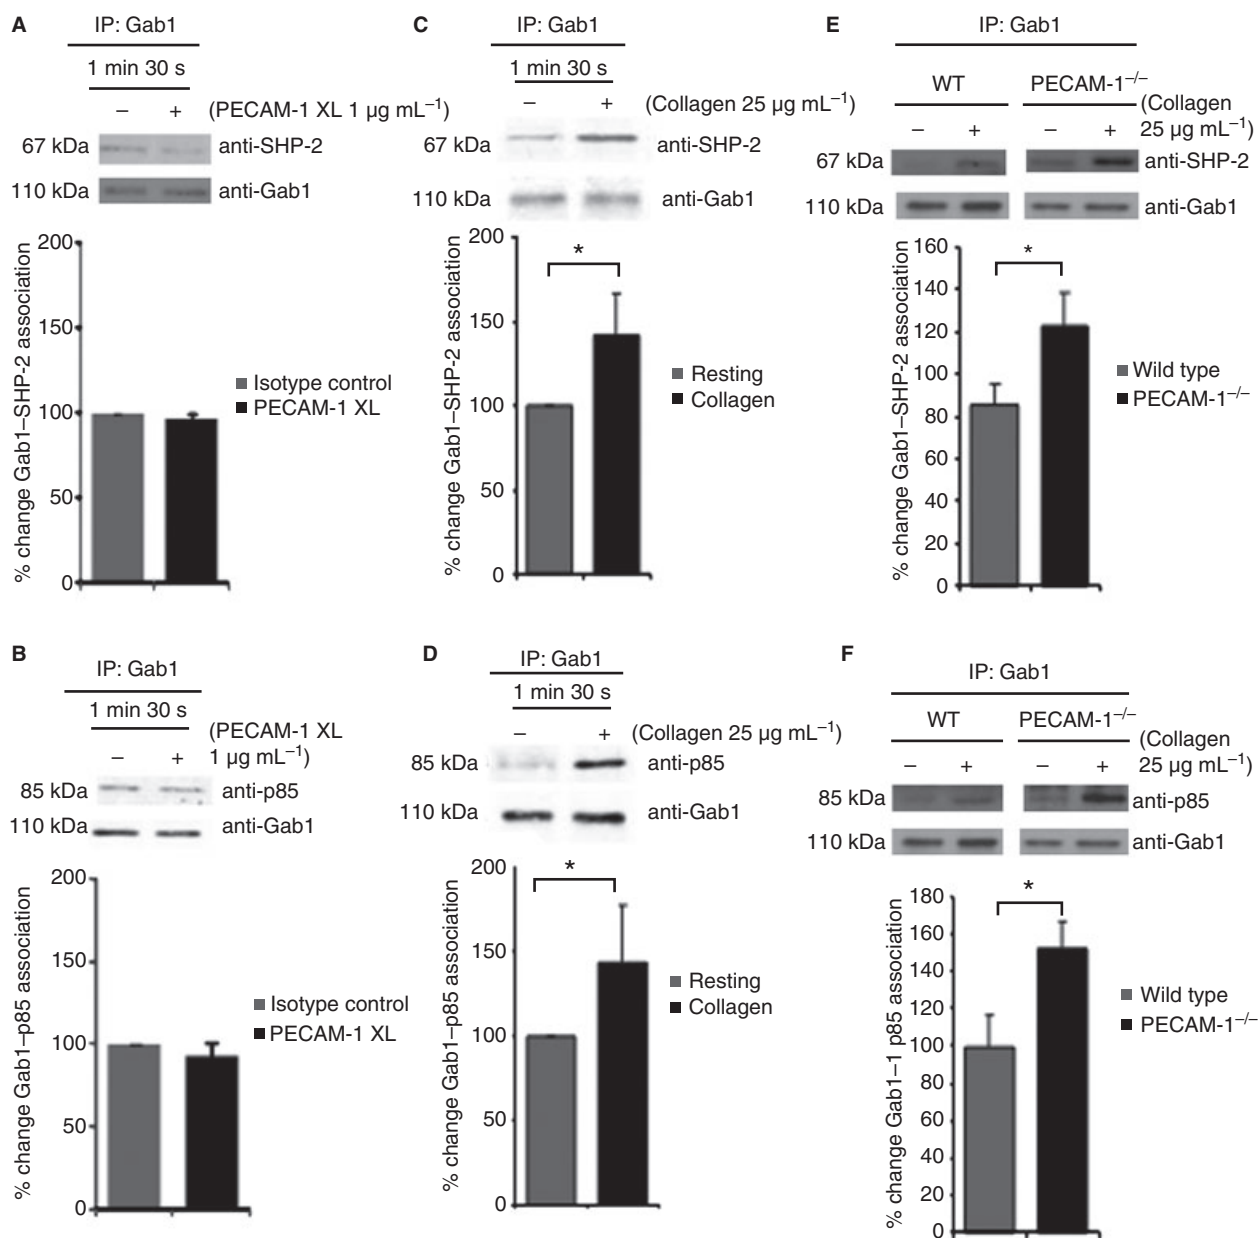 A
IP: Gab1
1 min 30 s
– + (PECAM-1 XL 1 µg mL–1)
67 kDa anti-SHP-2
110 kDa anti-Gab1
% change Gab1–SHP-2 association
200
150
100
50
0
Isotype control
PECAM-1 XL
B
IP: Gab1
1 min 30 s
(PECAM-1 XL
– + 1 µg mL–1)
85 kDa anti-p85
110 kDa anti-Gab1
% change Gab1–p85 association
200
150
100
50
0
Isotype control
PECAM-1 XL
C
IP: Gab1
1 min 30 s
– + (Collagen 25 µg mL–1)
67 kDa anti-SHP-2
110 kDa anti-Gab1
% change Gab1–SHP-2 association
200
150
100
50
0
*
Resting
Collagen
D
IP: Gab1
1 min 30 s
– + (Collagen 25 µg mL–1)
85 kDa anti-p85
110 kDa anti-Gab1
% change Gab1–p85 association
200
150
100
50
0
*
Resting
Collagen
E
IP: Gab1
WT PECAM-1–/–
(Collagen
– + – + 25 µg mL–1)
67 kDa anti-SHP-2
110 kDa anti-Gab1
% change Gab1–SHP-2 association
160
140
120
100
80
60
40
20
0
*
Wild type
PECAM-1–/–
F
IP: Gab1
WT PECAM-1–/–
(Collagen
– + – + 25 µg mL–1)
85 kDa anti-p85
110 kDa anti-Gab1
% change Gab1–1 p85 association
180
160
140
120
100
80
60
40
20
0
*
Wild type
PECAM-1–/–